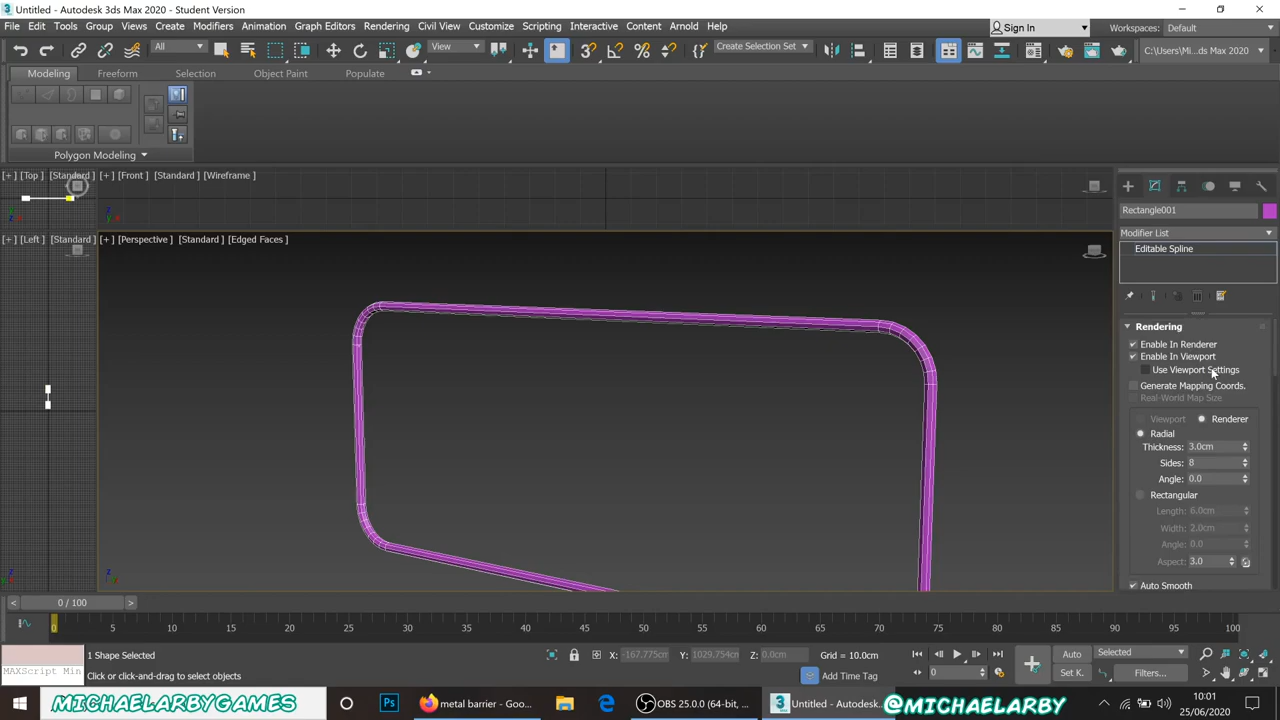 Untitled - Autodesk 3ds Max 2020 - Student Version
File Edit Tools Group Views Create Modifiers Animation Graph Editors Rendering Civil View Customize Scripting Interactive Content Arnold Help
Sign In
Workspaces: Default
All
View
Create Selection Set
C:\Users\Mi...ds Max 2020
Modeling Freeform Selection Object Paint Populate
Polygon Modeling
[+] [Top] [Standard]
[+] [Front] [Standard] [Wireframe]
[+] [Left] [Standard]
[+] [Perspective] [Standard] [Edged Faces]
Rectangle001
Modifier List
Editable Spline
Rendering
Enable In Renderer
Enable In Viewport
Use Viewport Settings
Generate Mapping Coords.
Real-World Map Size
Viewport Renderer
Radial
Thickness: 3.0cm
Sides: 8
Angle: 0.0
Rectangular
Length: 6.0cm
Width: 2.0cm
Angle: 0.0
Aspect: 3.0
Auto Smooth
< 0 / 100 >
0 5 10 15 20 25 30 35 40 45 50 55 60 65 70 75 80 85 90 95 100
1 Shape Selected
X: -167.775cm Y: 1029.754cm Z: 0.0cm Grid = 10.0cm
MAXScript Min
Click or click-and-drag to select objects
Add Time Tag
Auto Selected
0
Set K. Filters...
MICHAELARBYGAMES
metal barrier - Goo...
OBS 25.0.0 (64-bit, ...
Untitled - Autodesk...
@MICHAELARBY
10:01
25/06/2020